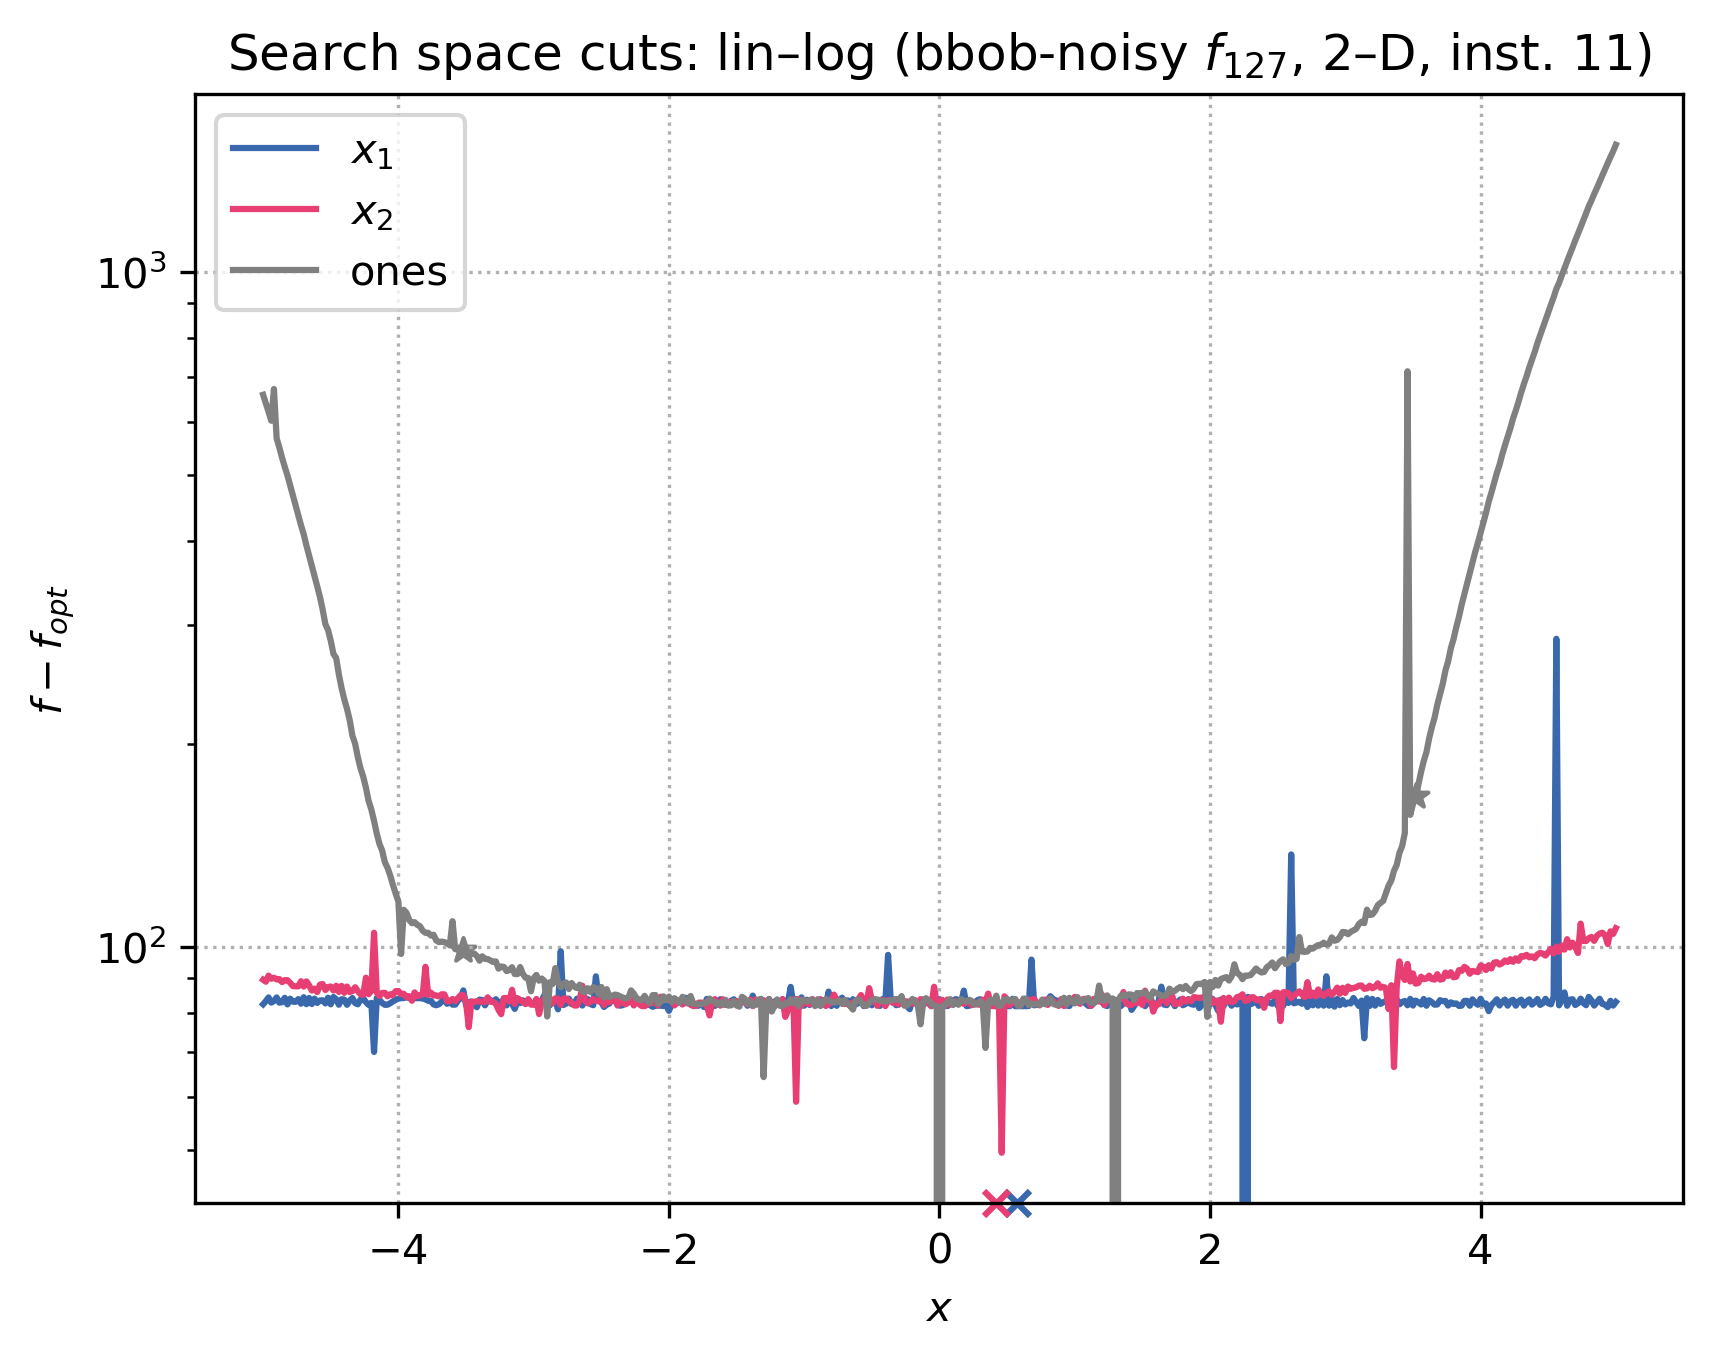 Search space cuts: lin–log (bbob-noisy f127, 2–D, inst. 11)
x1
x2
ones
10^3
10^2
f − fopt
−4 −2 0 2 4
x